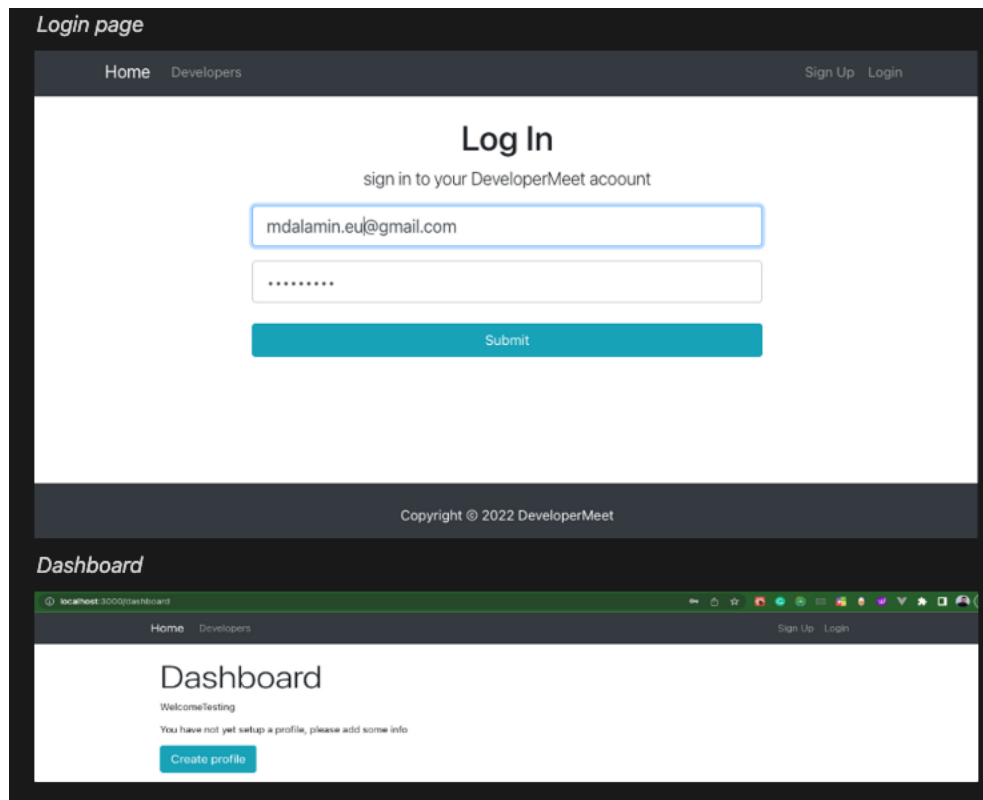 Login page
Home Developers Sign Up Login
Log In
sign in to your DeveloperMeet acoount
mdalamin.eu@gmail.com
•••••••••
Submit
Copyright © 2022 DeveloperMeet
Dashboard
localhost:3000/dashboard
Home Developers Sign Up Login
Dashboard
WelcomeTesting
You have not yet setup a profile, please add some info
Create profile